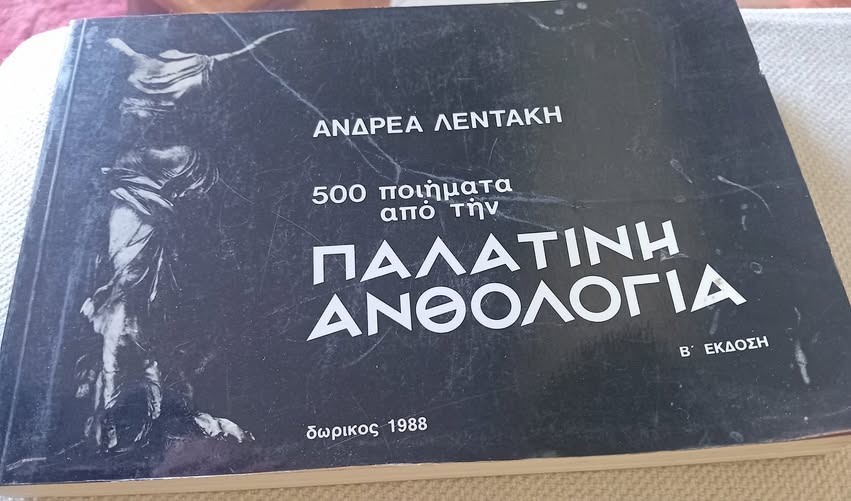 ΑΝΔΡΕΑ ΛΕΝΤΑΚΗ
500 ποιήματα
από τήν
ΠΑΛΑΤΙΝΗ
ΑΝΘΟΛΟΓΙΑ
Β΄ ΕΚΔΟΣΗ
δωρικος 1988